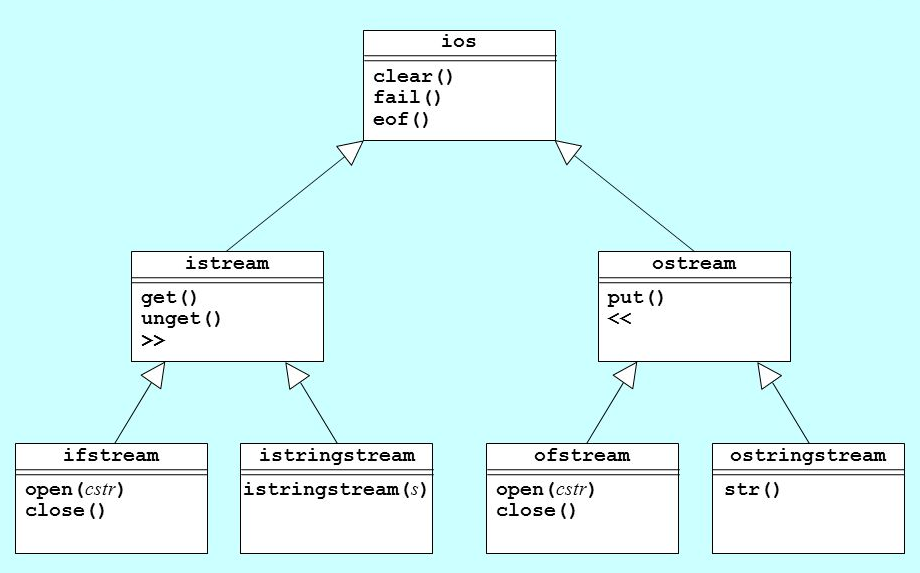 ios
clear()
fail()
eof()
istream
get()
unget()
>>
ostream
put()
<<
ifstream
open(cstr)
close()
istringstream
istringstream(s)
ofstream
open(cstr)
close()
ostringstream
str()